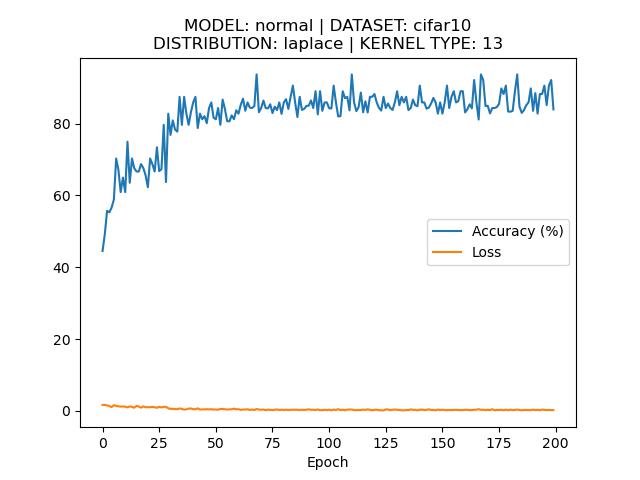 MODEL: normal | DATASET: cifar10
DISTRIBUTION: laplace | KERNEL TYPE: 13
80
60
40
20
0
Accuracy (%)
Loss
0 25 50 75 100 125 150 175 200
Epoch